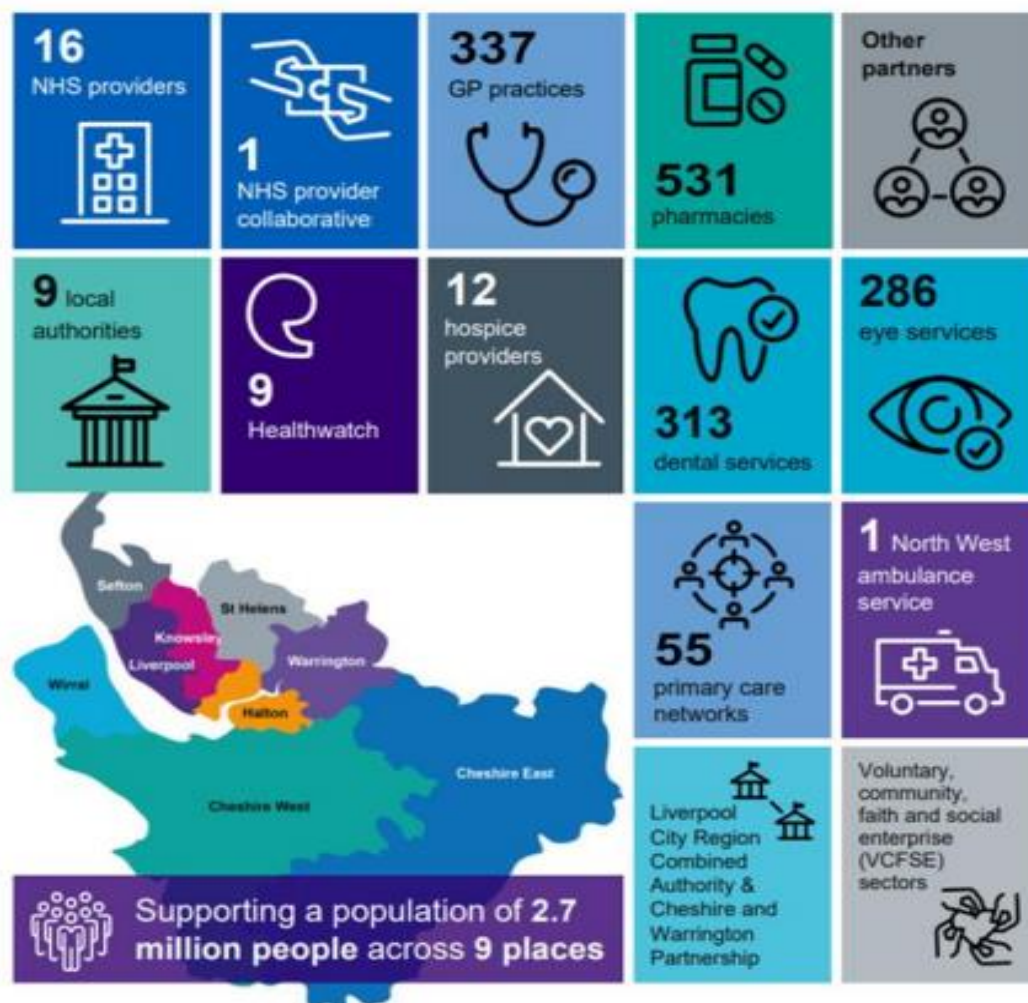 16
NHS providers
1
NHS provider
collaborative
337
GP practices
531
pharmacies
Other
partners
9 local
authorities
9
Healthwatch
12
hospice
providers
313
dental services
286
eye services
Sefton
St Helens
Knowsley
Liverpool
Warrington
Wirral
Halton
Cheshire East
Cheshire West
55
primary care
networks
1 North West
ambulance
service
Liverpool
City Region
Combined
Authority &
Cheshire and
Warrington
Partnership
Voluntary,
community,
faith and social
enterprise
(VCFSE)
sectors
Supporting a population of 2.7
million people across 9 places